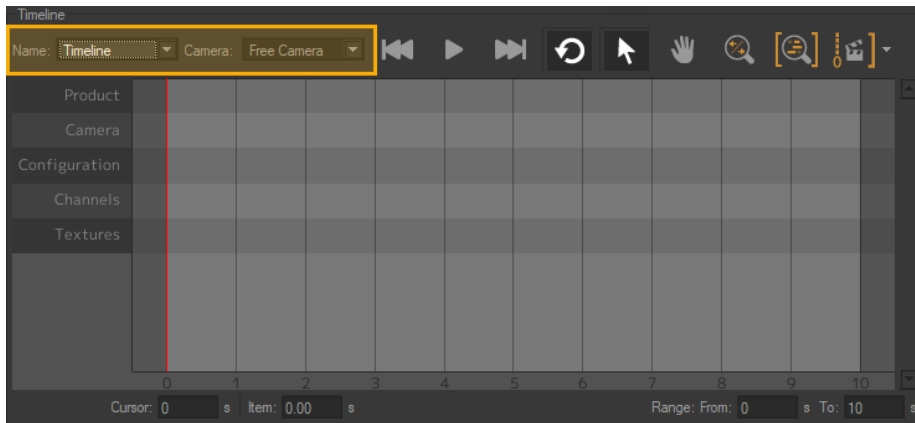 Timeline
Name: Timeline Camera: Free Camera
0
Product
Camera
Configuration
Channels
Textures
0 1 2 3 4 5 6 7 8 9 10
Cursor: 0 s Item: 0.00 s Range: From: 0 s To: 10 s